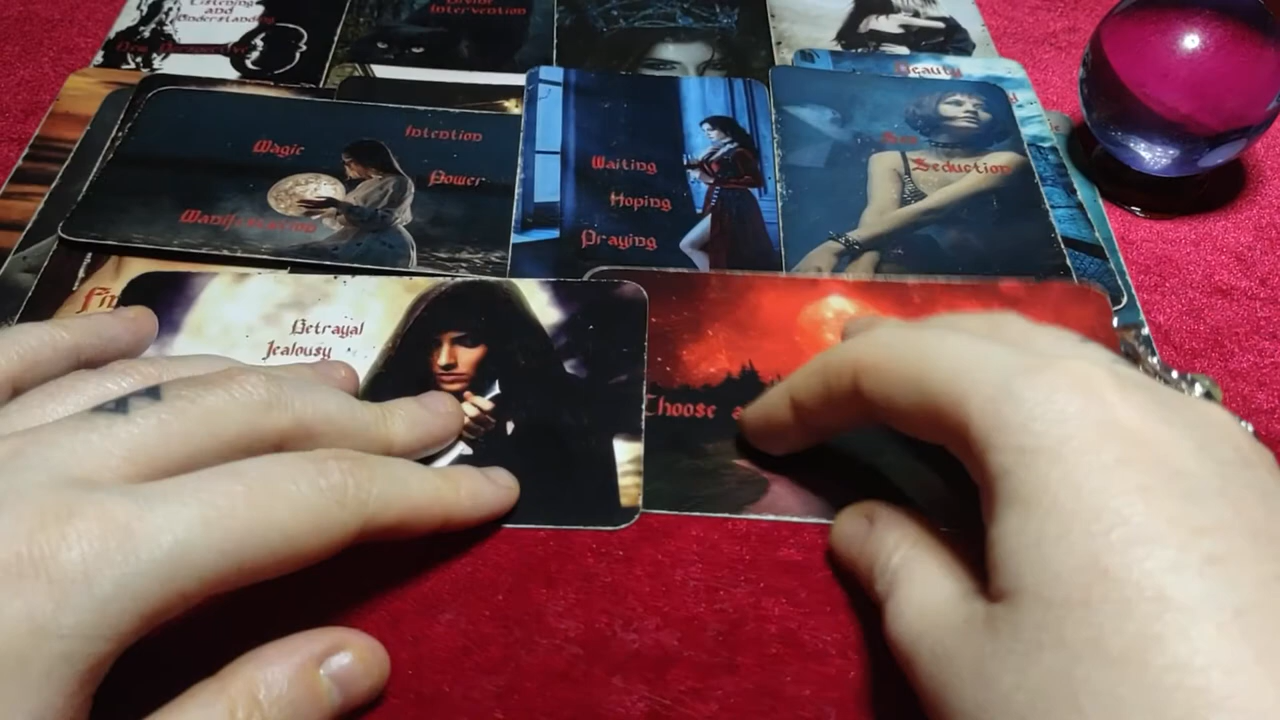 Listening
and
Understanding
New Perspective
Divine
Intervention
Beauty
Magic
Intention
Power
Manifestation
Waiting
Hoping
Praying
Seduction
Betrayal
Jealousy
Choose a